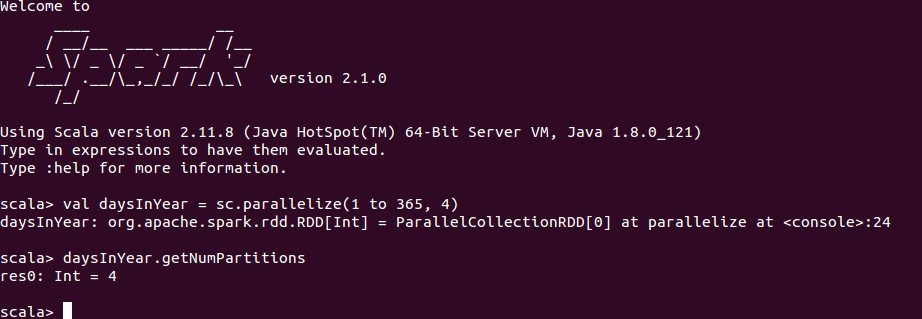 Welcome to
      ____              __
     / __/__  ___ _____/ /__
    _\ \/ _ \/ _ `/ __/  '_/
   /___/ .__/\_,_/_/ /_/\_\   version 2.1.0
      /_/
Using Scala version 2.11.8 (Java HotSpot(TM) 64-Bit Server VM, Java 1.8.0_121)
Type in expressions to have them evaluated.
Type :help for more information.
scala> val daysInYear = sc.parallelize(1 to 365, 4)
daysInYear: org.apache.spark.rdd.RDD[Int] = ParallelCollectionRDD[0] at parallelize at <console>:24
scala> daysInYear.getNumPartitions
res0: Int = 4
scala>